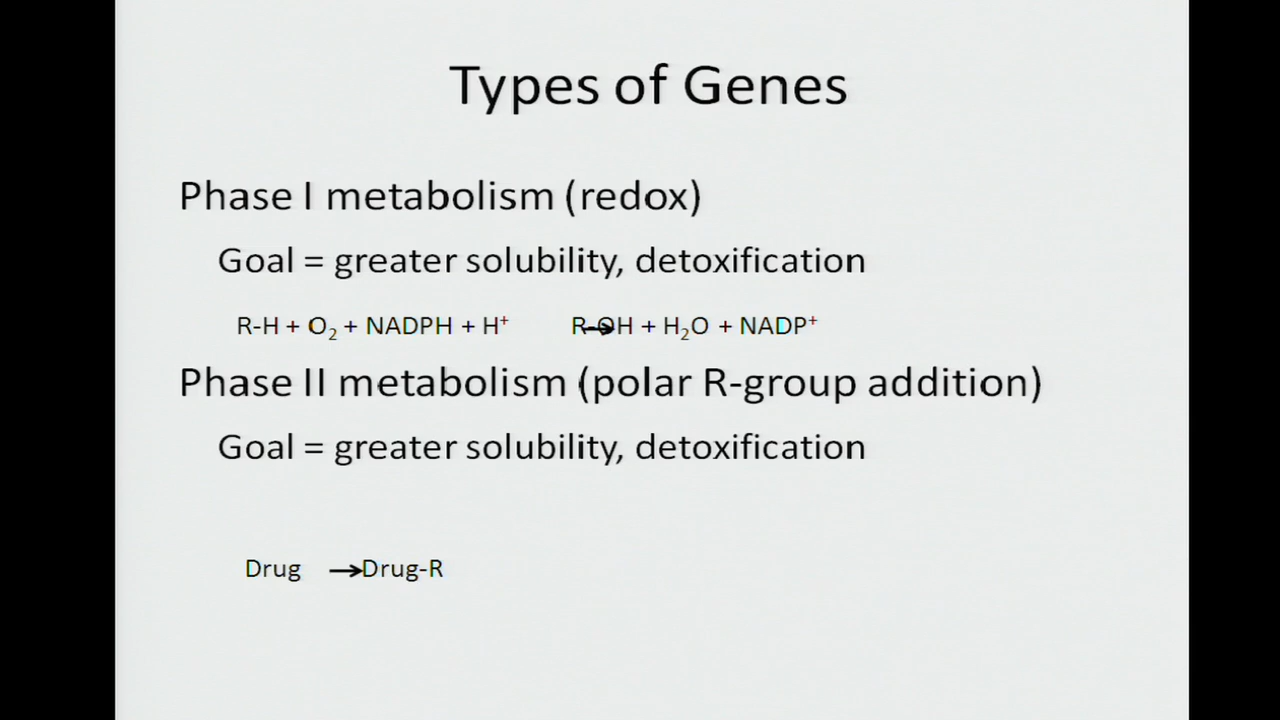 Types of Genes
Phase I metabolism (redox)
Goal = greater solubility, detoxification
R-H + O₂ + NADPH + H⁺ → R-OH + H₂O + NADP⁺
Phase II metabolism (polar R-group addition)
Goal = greater solubility, detoxification
Drug → Drug-R